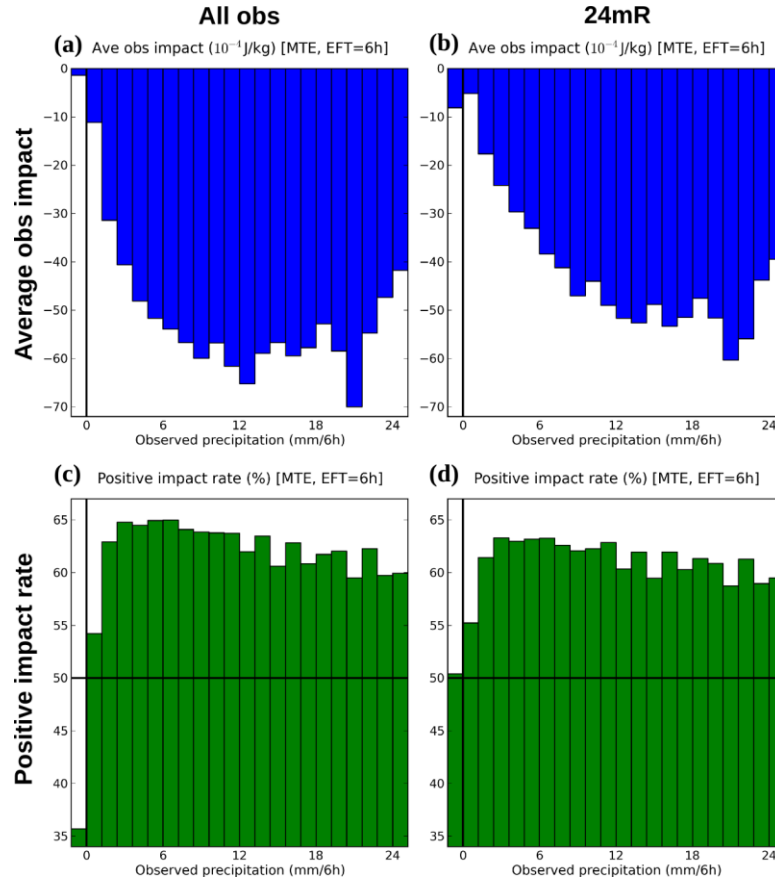 All obs
24mR
(a) Ave obs impact (10⁻⁴ J/kg) [MTE, EFT=6h]
(b) Ave obs impact (10⁻⁴ J/kg) [MTE, EFT=6h]
Average obs impact
0
−10
−20
−30
−40
−50
−60
−70
0 6 12 18 24
Observed precipitation (mm/6h)
0
−10
−20
−30
−40
−50
−60
−70
0 6 12 18 24
Observed precipitation (mm/6h)
(c) Positive impact rate (%) [MTE, EFT=6h]
(d) Positive impact rate (%) [MTE, EFT=6h]
Positive impact rate
65
60
55
50
45
40
35
0 6 12 18 24
Observed precipitation (mm/6h)
65
60
55
50
45
40
35
0 6 12 18 24
Observed precipitation (mm/6h)